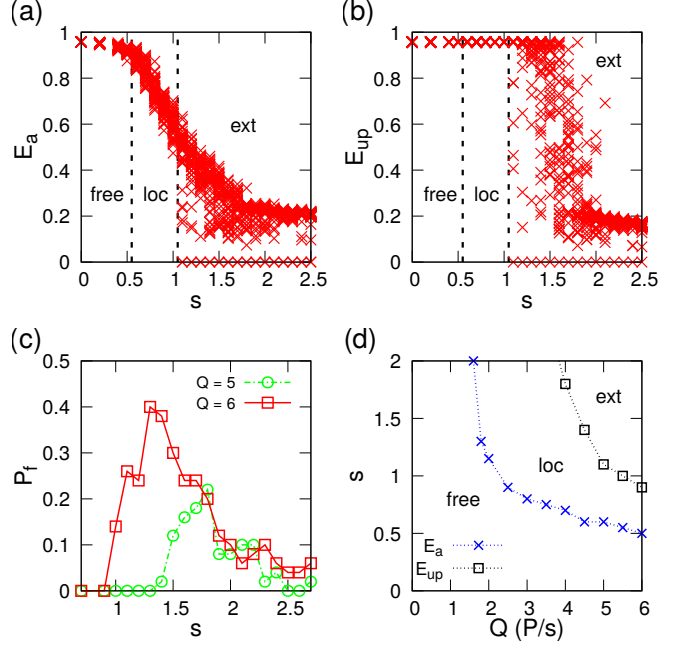 (a)
1
0.8
0.6
0.4
0.2
0
E_a
free
loc
ext
0 0.5 1 1.5 2 2.5
s
(b)
1
0.8
0.6
0.4
0.2
0
E_up
free
loc
ext
0 0.5 1 1.5 2 2.5
s
(c)
0.5
0.4
0.3
0.2
0.1
0
P_f
Q = 5
Q = 6
1 1.5 2 2.5
s
(d)
2
1.5
1
0.5
0
s
ext
loc
free
E_a
E_up
0 1 2 3 4 5 6
Q (P/s)